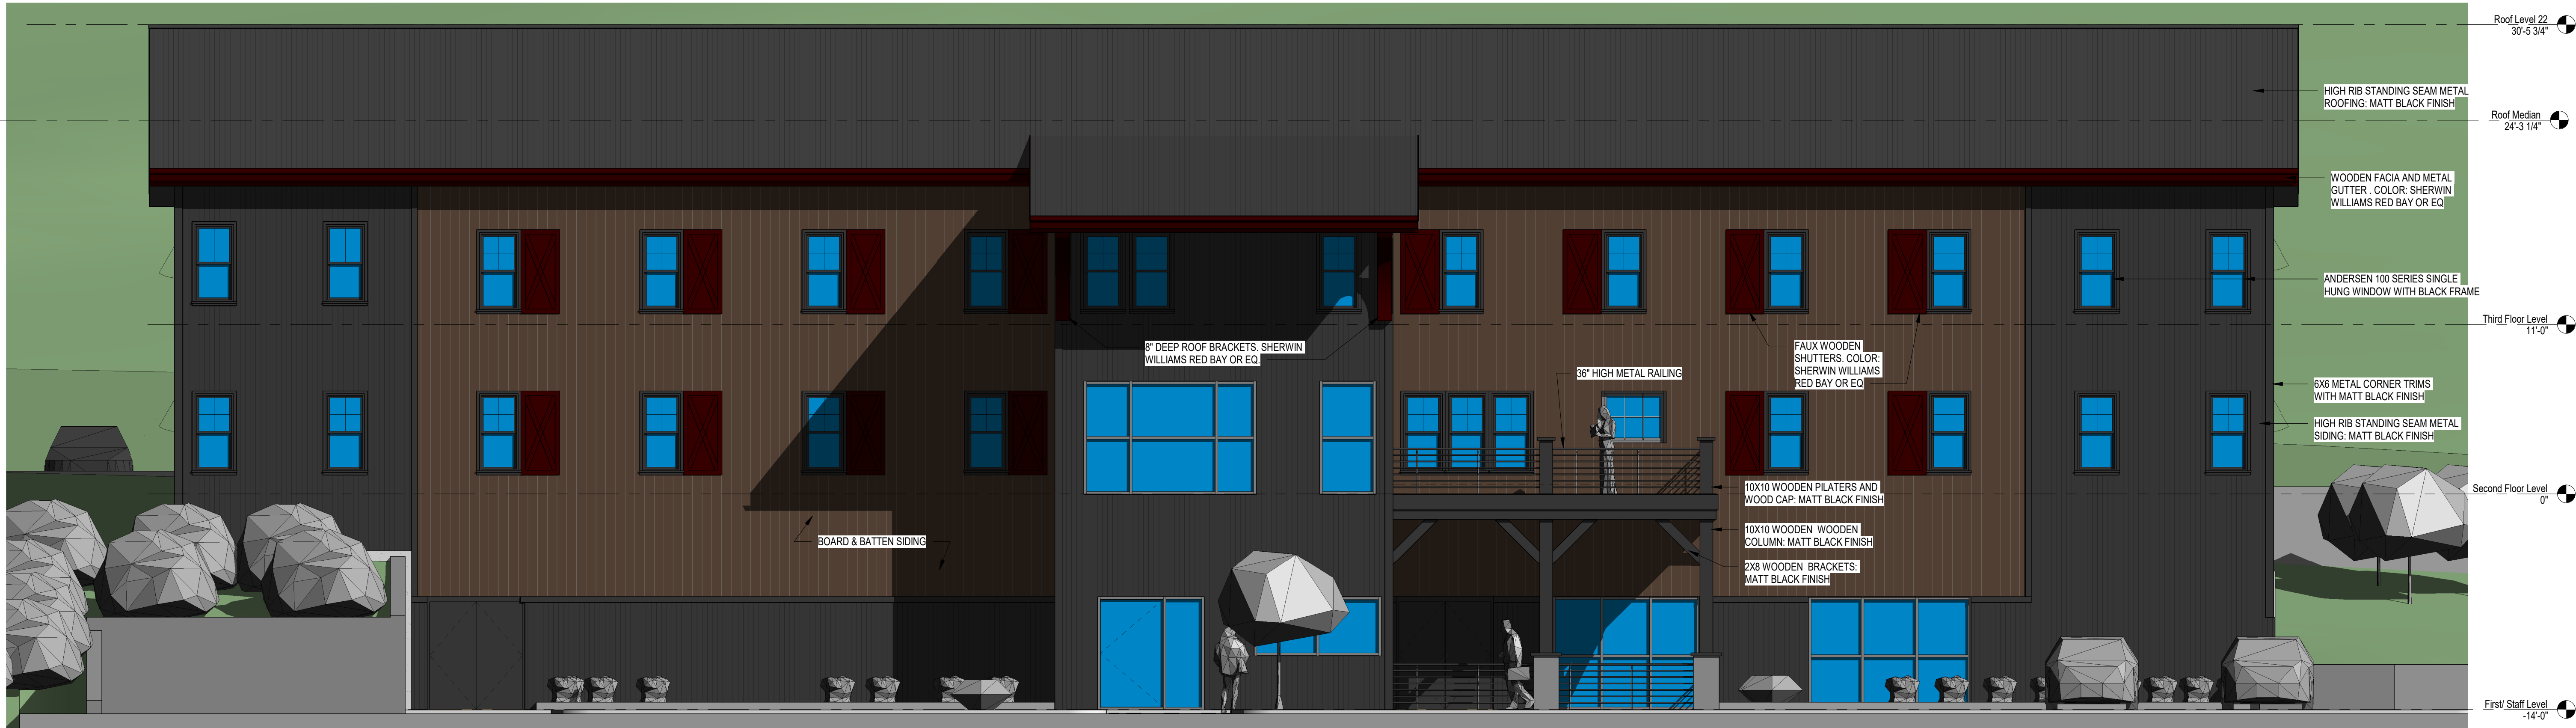 Roof Level 22
30'-5 3/4"
HIGH RIB STANDING SEAM METAL
ROOFING: MATT BLACK FINISH
Roof Median
24'-3 1/4"
WOODEN FACIA AND METAL
GUTTER . COLOR: SHERWIN
WILLIAMS RED BAY OR EQ
ANDERSEN 100 SERIES SINGLE
HUNG WINDOW WITH BLACK FRAME
Third Floor Level
11'-0"
8" DEEP ROOF BRACKETS. SHERWIN
WILLIAMS RED BAY OR EQ.
FAUX WOODEN
SHUTTERS. COLOR:
SHERWIN WILLIAMS
RED BAY OR EQ
36" HIGH METAL RAILING
6X6 METAL CORNER TRIMS
WITH MATT BLACK FINISH
HIGH RIB STANDING SEAM METAL
SIDING: MATT BLACK FINISH
10X10 WOODEN PILATERS AND
WOOD CAP: MATT BLACK FINISH
Second Floor Level
0"
10X10 WOODEN  WOODEN
COLUMN: MATT BLACK FINISH
BOARD & BATTEN SIDING
2X8 WOODEN  BRACKETS:
MATT BLACK FINISH
First/ Staff Level
-14'-0"